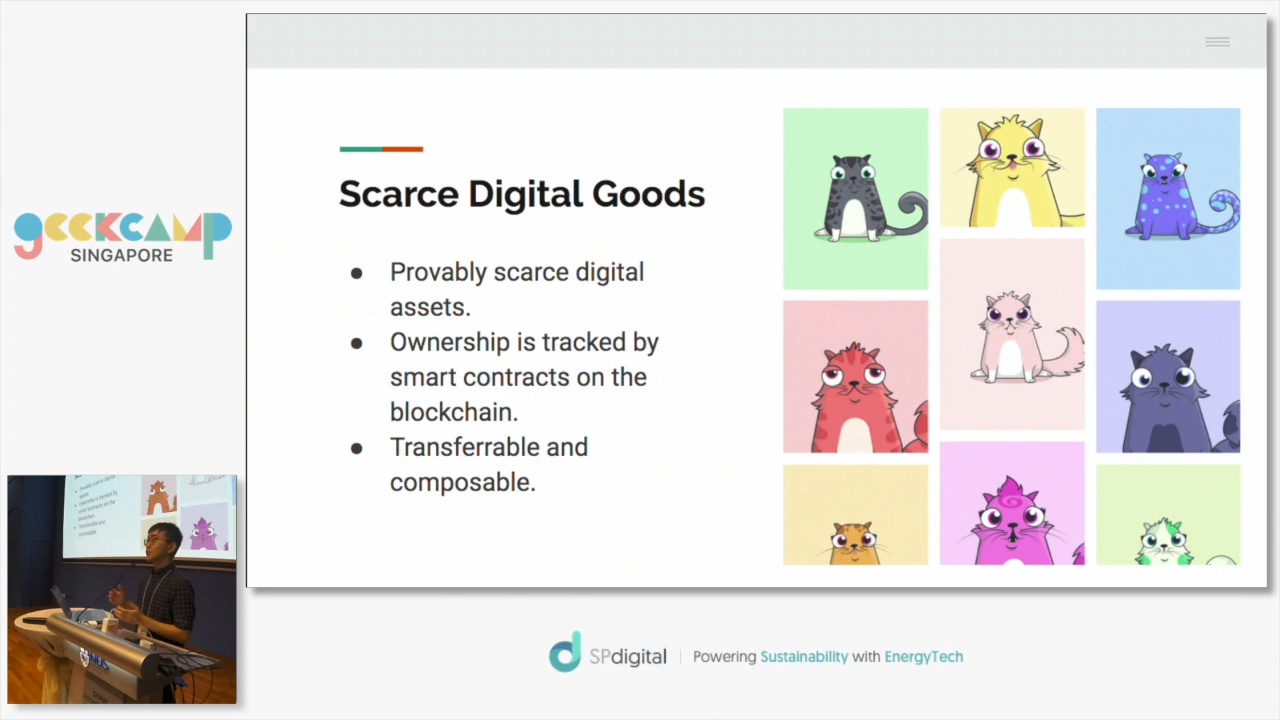 geekcamp
SINGAPORE
Scarce Digital Goods
● Provably scarce digital
assets.
● Ownership is tracked by
smart contracts on the
blockchain.
● Transferrable and
composable.
SPdigital | Powering Sustainability with EnergyTech